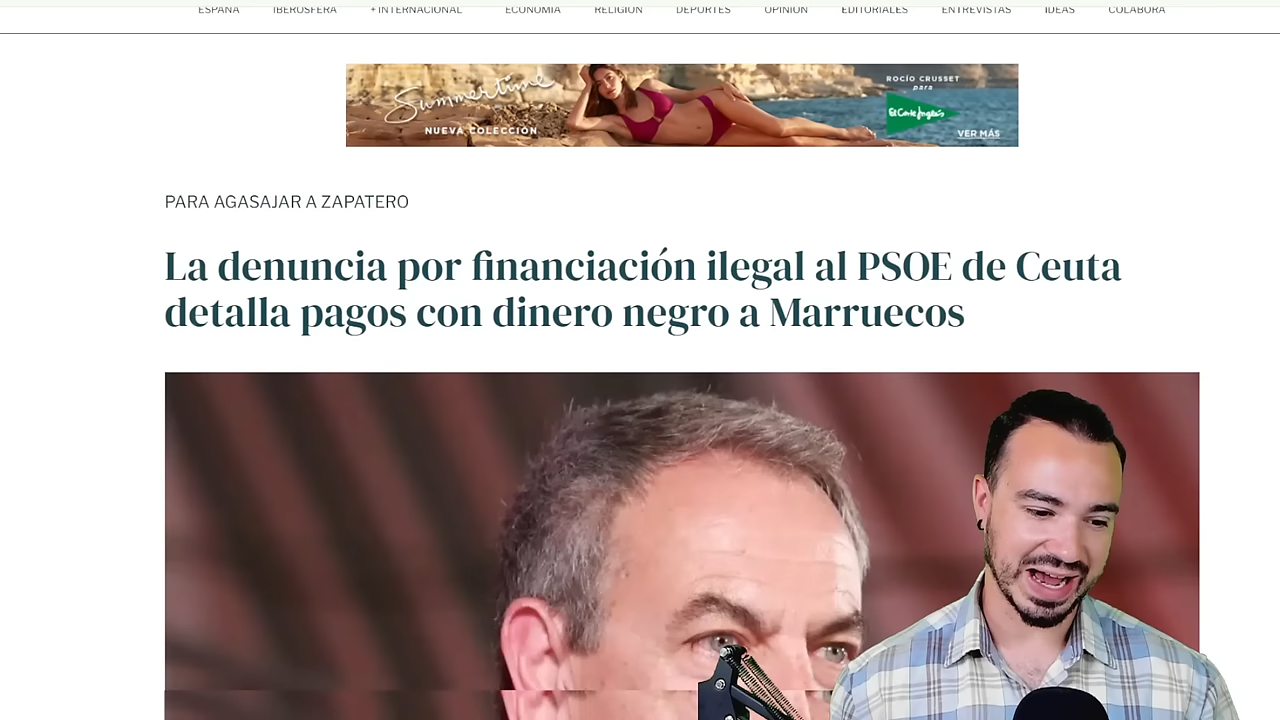 ESPAÑA IBEROSFERA + INTERNACIONAL ECONOMÍA RELIGIÓN DEPORTES OPINIÓN EDITORIALES ENTREVISTAS IDEAS COLABORA
Summertime
NUEVA COLECCIÓN
ROCÍO CRUSSET
para
El Corte Inglés
VER MÁS
PARA AGASAJAR A ZAPATERO
La denuncia por financiación ilegal al PSOE de Ceuta
detalla pagos con dinero negro a Marruecos